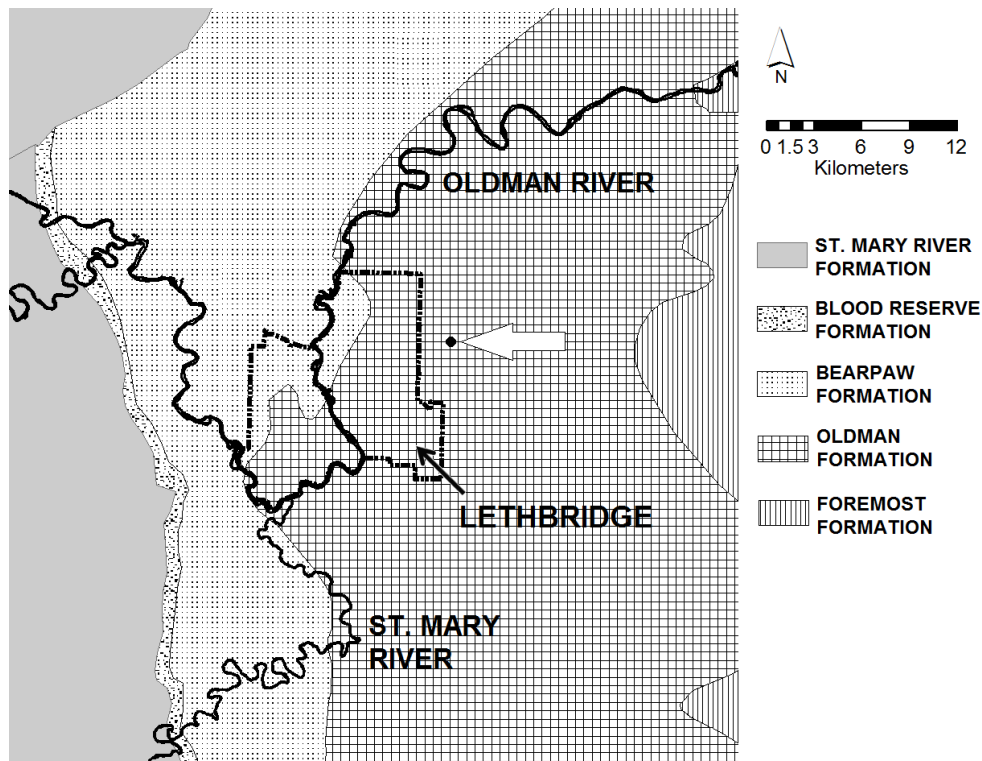 OLDMAN RIVER
LETHBRIDGE
ST. MARY
RIVER
N
0 1.5 3 6 9 12
Kilometers
ST. MARY RIVER
FORMATION
BLOOD RESERVE
FORMATION
BEARPAW
FORMATION
OLDMAN
FORMATION
FOREMOST
FORMATION